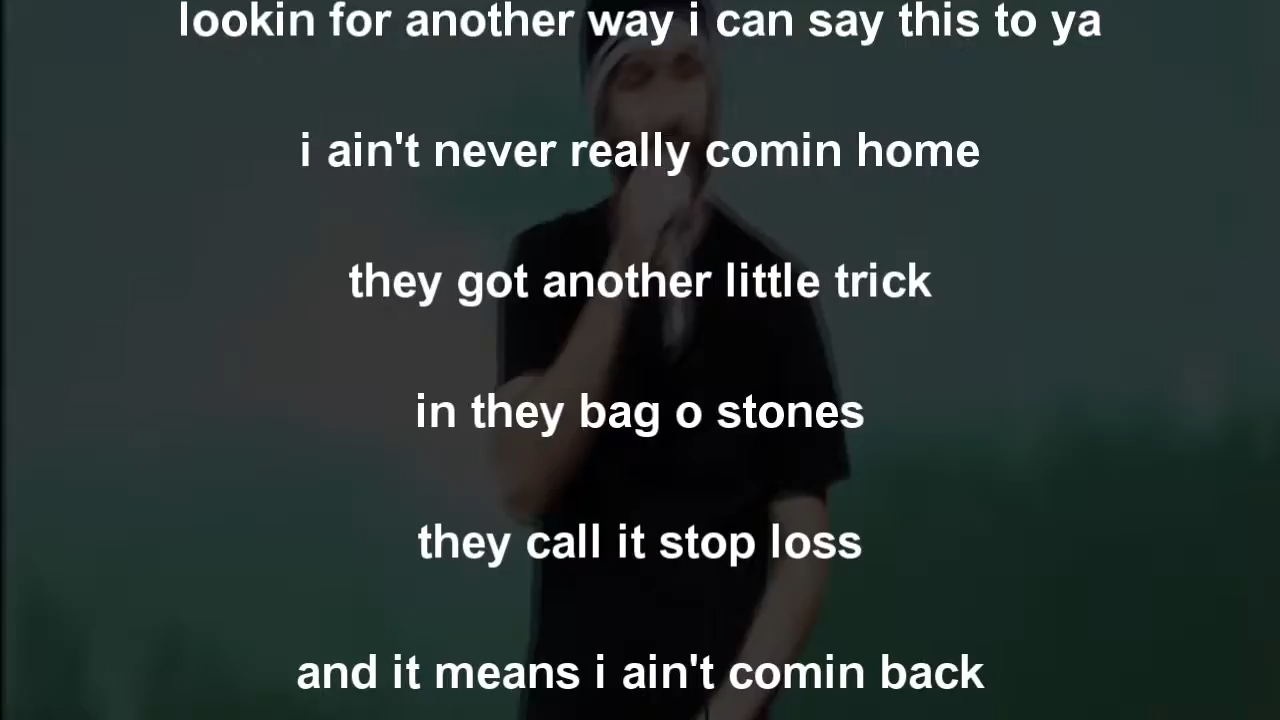 lookin for another way i can say this to ya
i ain't never really comin home
they got another little trick
in they bag o stones
they call it stop loss
and it means i ain't comin back